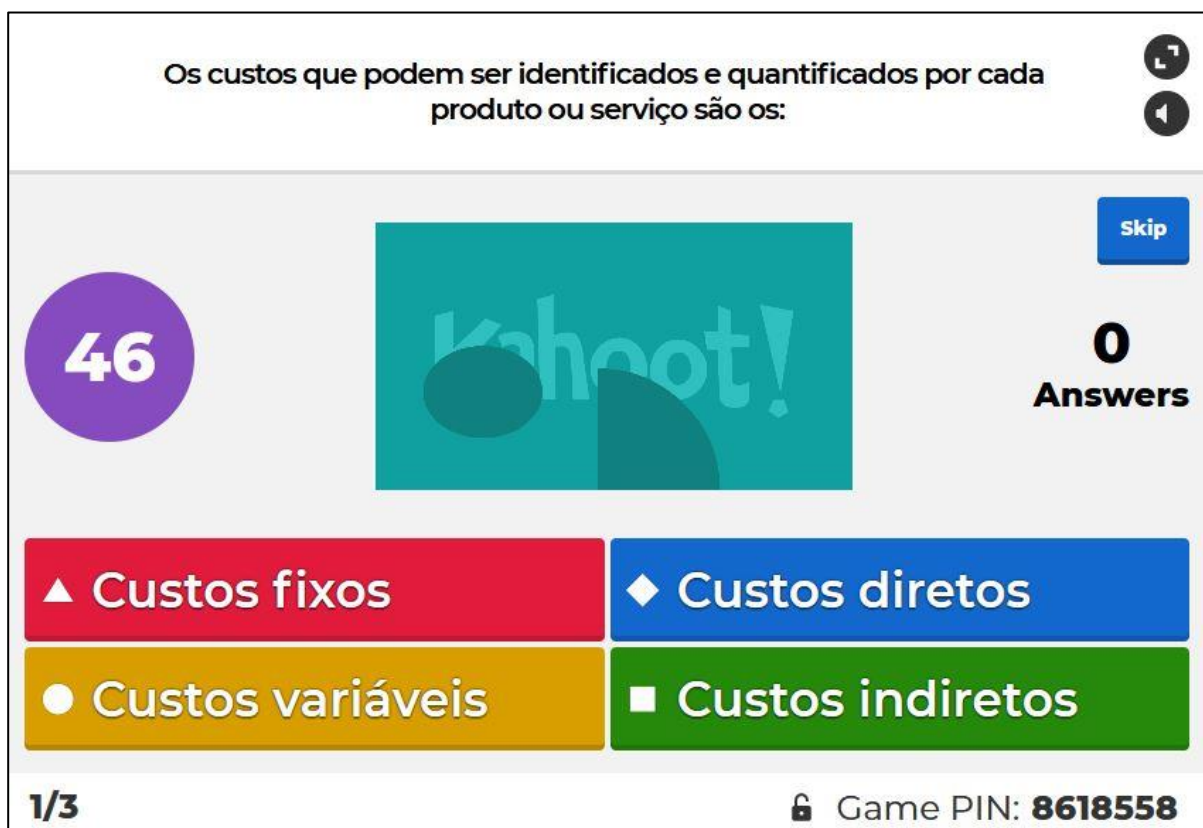 Os custos que podem ser identificados e quantificados por cada
produto ou serviço são os:
Skip
46
Kahoot!
0
Answers
Custos fixos
Custos diretos
Custos variáveis
Custos indiretos
1/3
Game PIN: 8618558